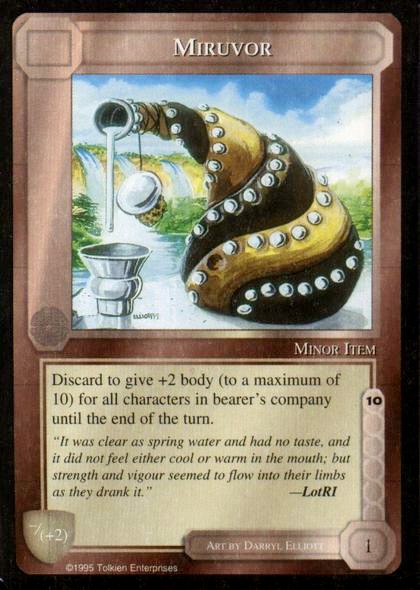 MIRUVOR
ELLIOTT95
MINOR ITEM
Discard to give +2 body (to a maximum of
10) for all characters in bearer's company
until the end of the turn.
"It was clear as spring water and had no taste, and
it did not feel either cool or warm in the mouth; but
strength and vigour seemed to flow into their limbs
as they drank it." —LotRI
10
-/(+2)
ART BY DARRYL ELLIOTT
1
©1995 Tolkien Enterprises